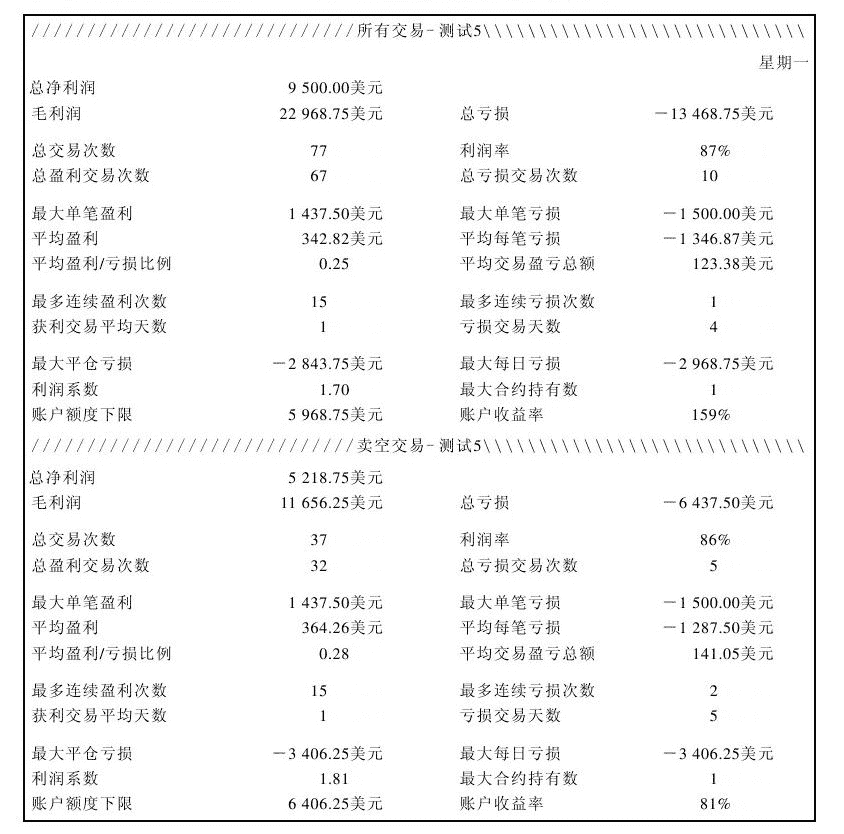 ////////////////////////////所有交易-测试5\\\\\\\\\\\\\\\\\\\\\\\\\\\\
星期一
总净利润 9 500.00美元
毛利润 22 968.75美元 总亏损 －13 468.75美元
总交易次数 77 利润率 87%
总盈利交易次数 67 总亏损交易次数 10
最大单笔盈利 1 437.50美元 最大单笔亏损 －1 500.00美元
平均盈利 342.82美元 平均每笔亏损 －1 346.87美元
平均盈利/亏损比例 0.25 平均交易盈亏总额 123.38美元
最多连续盈利次数 15 最多连续亏损次数 1
获利交易平均天数 1 亏损交易天数 4
最大平仓亏损 －2 843.75美元 最大每日亏损 －2 968.75美元
利润系数 1.70 最大合约持有数 1
账户额度下限 5 968.75美元 账户收益率 159%
////////////////////////////卖空交易-测试5\\\\\\\\\\\\\\\\\\\\\\\\\\\\
总净利润 5 218.75美元
毛利润 11 656.25美元 总亏损 －6 437.50美元
总交易次数 37 利润率 86%
总盈利交易次数 32 总亏损交易次数 5
最大单笔盈利 1 437.50美元 最大单笔亏损 －1 500.00美元
平均盈利 364.26美元 平均每笔亏损 －1 287.50美元
平均盈利/亏损比例 0.28 平均交易盈亏总额 141.05美元
最多连续盈利次数 15 最多连续亏损次数 2
获利交易平均天数 1 亏损交易天数 5
最大平仓亏损 －3 406.25美元 最大每日亏损 －3 406.25美元
利润系数 1.81 最大合约持有数 1
账户额度下限 6 406.25美元 账户收益率 81%